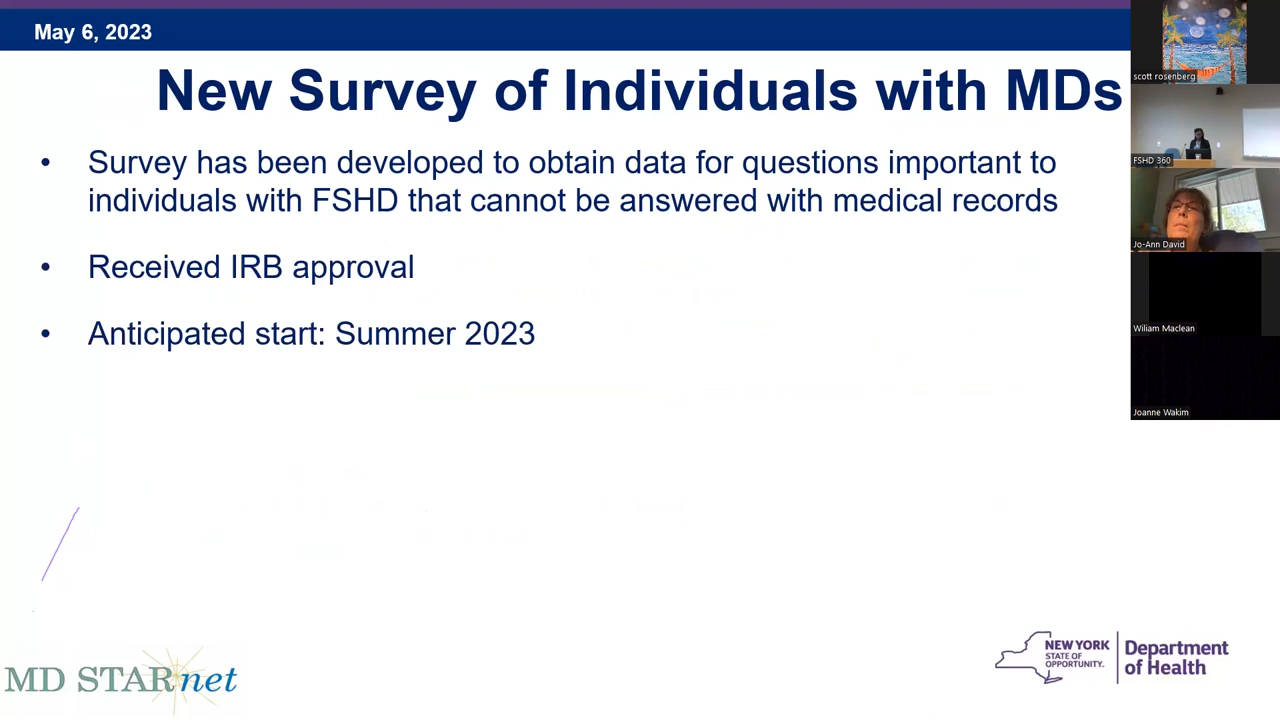 May 6, 2023
New Survey of Individuals with MDs
• Survey has been developed to obtain data for questions important to
individuals with FSHD that cannot be answered with medical records
• Received IRB approval
• Anticipated start: Summer 2023
scott rosenberg
FSHD 360
Jo-Ann David
Wiliam Maclean
Joanne Wakim
MD STARnet
NEW YORK
STATE OF
OPPORTUNITY.
Department
of Health